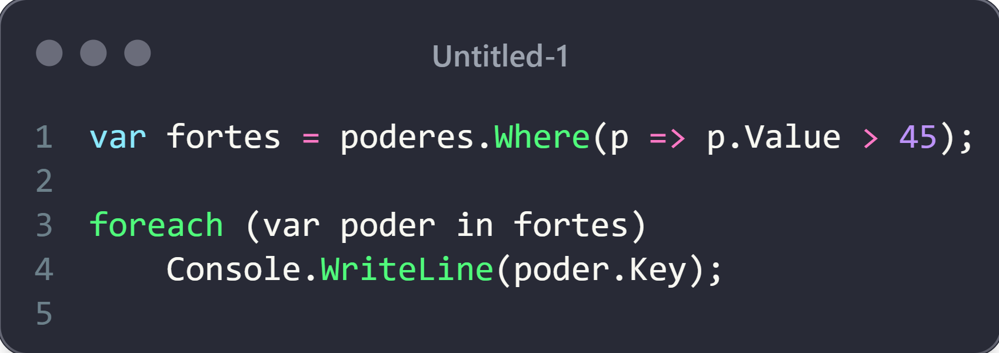 Untitled-1
1 var fortes = poderes.Where(p => p.Value > 45);
2
3 foreach (var poder in fortes)
4     Console.WriteLine(poder.Key);
5